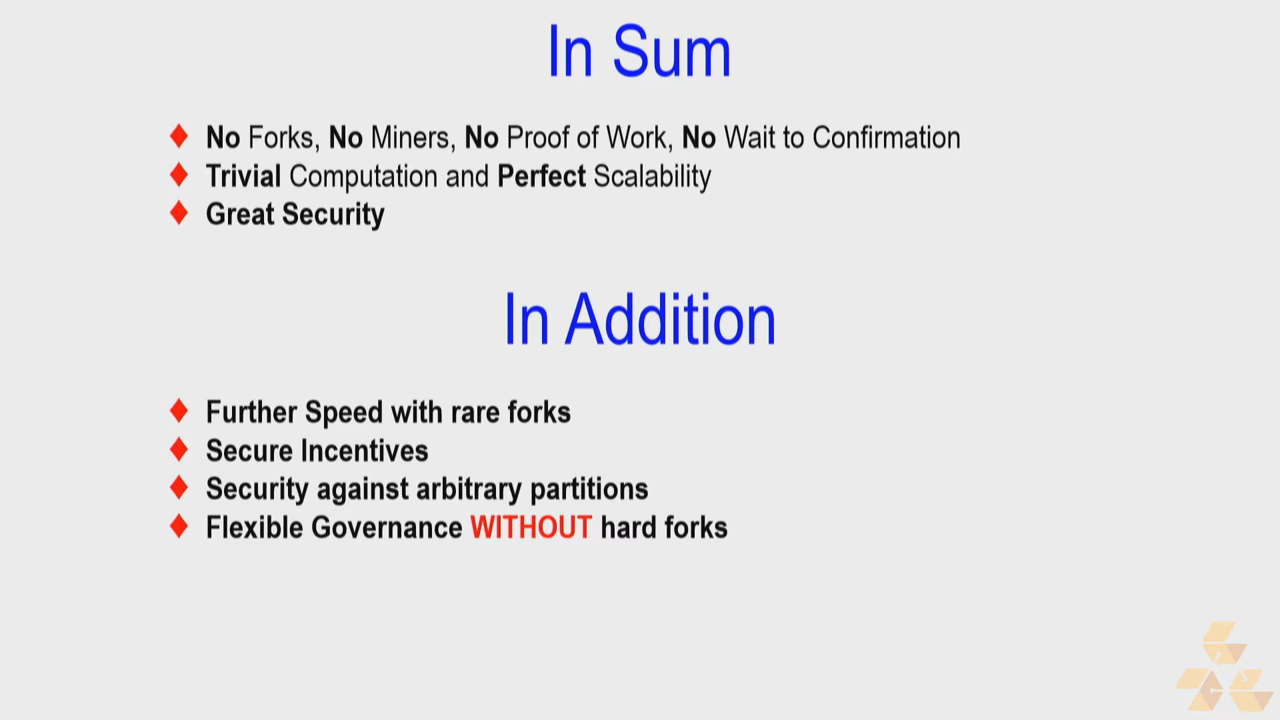 In Sum
No Forks, No Miners, No Proof of Work, No Wait to Confirmation
Trivial Computation and Perfect Scalability
Great Security
In Addition
Further Speed with rare forks
Secure Incentives
Security against arbitrary partitions
Flexible Governance WITHOUT hard forks